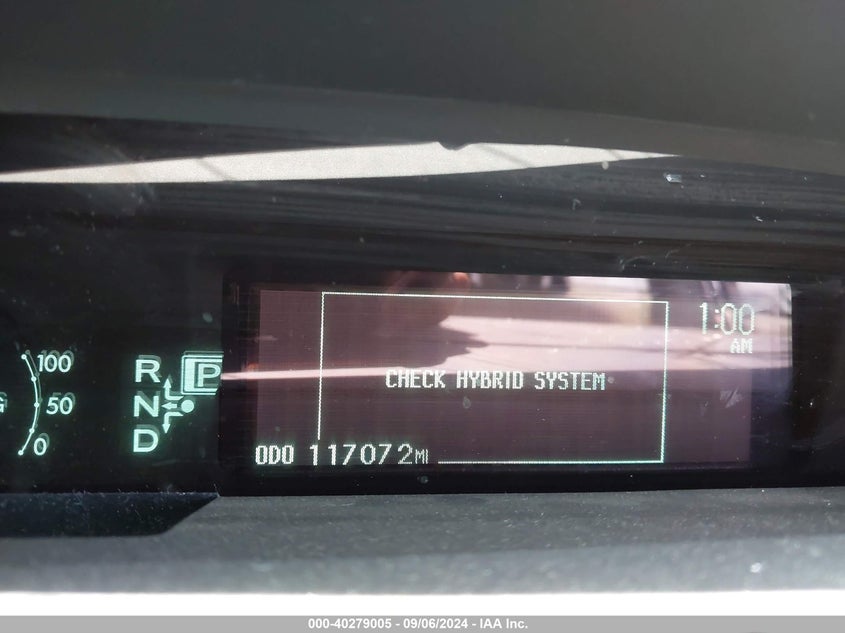 1:00
AM
100
R P
CHECK HYBRID SYSTEM
N
50
D
0
ODO 117072MI
000-40279005 - 09/06/2024 - IAA Inc.